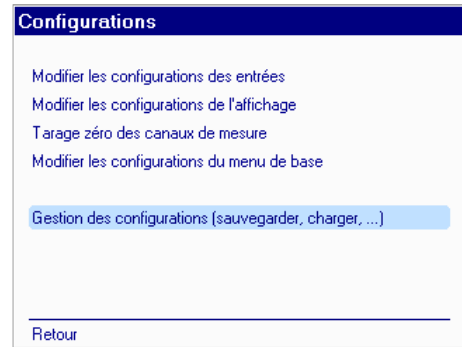 Configurations
Modifier les configurations des entrées
Modifier les configurations de l'affichage
Tarage zéro des canaux de mesure
Modifier les configurations du menu de base
Gestion des configurations (sauvegarder, charger, ...)
Retour